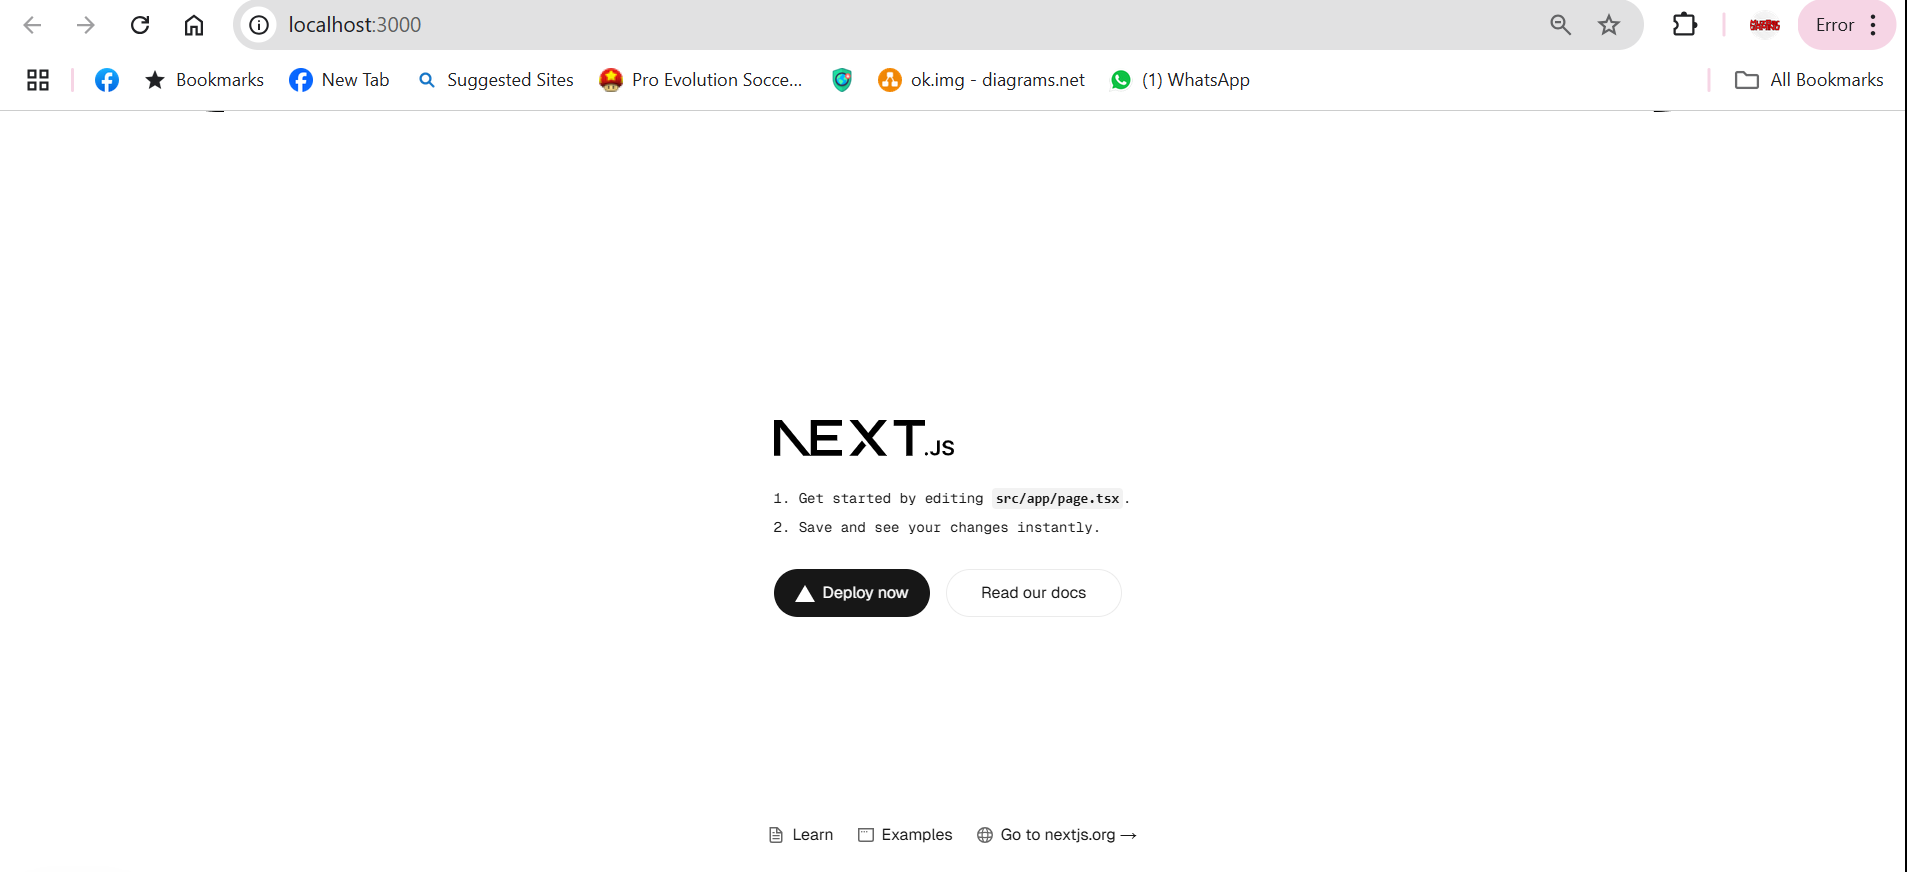 localhost:3000
Error
Bookmarks
New Tab
Suggested Sites
Pro Evolution Socce...
ok.img - diagrams.net
(1) WhatsApp
All Bookmarks
NEXT.JS
1. Get started by editing src/app/page.tsx.
2. Save and see your changes instantly.
Deploy now
Read our docs
Learn
Examples
Go to nextjs.org →